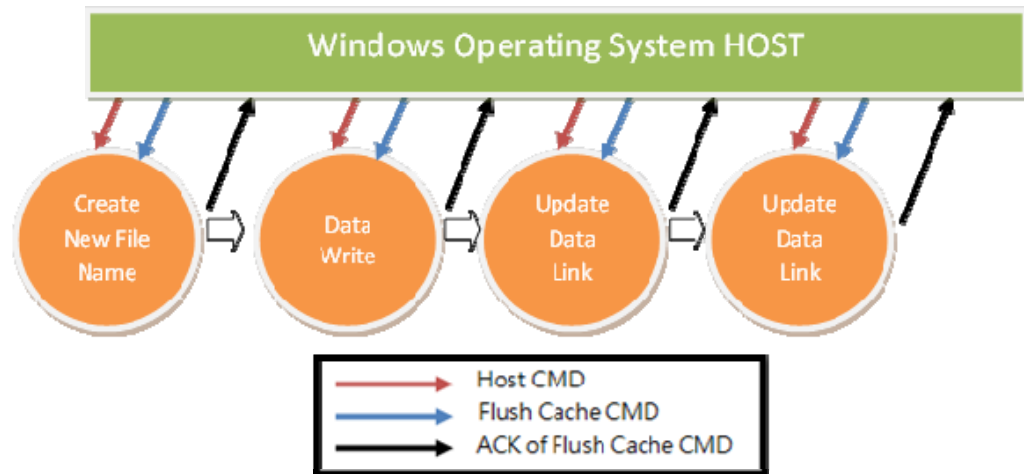 Windows Operating System HOST
Create
New File
Name
Data
Write
Update
Data
Link
Update
Data
Link
Host CMD
Flush Cache CMD
ACK of Flush Cache CMD